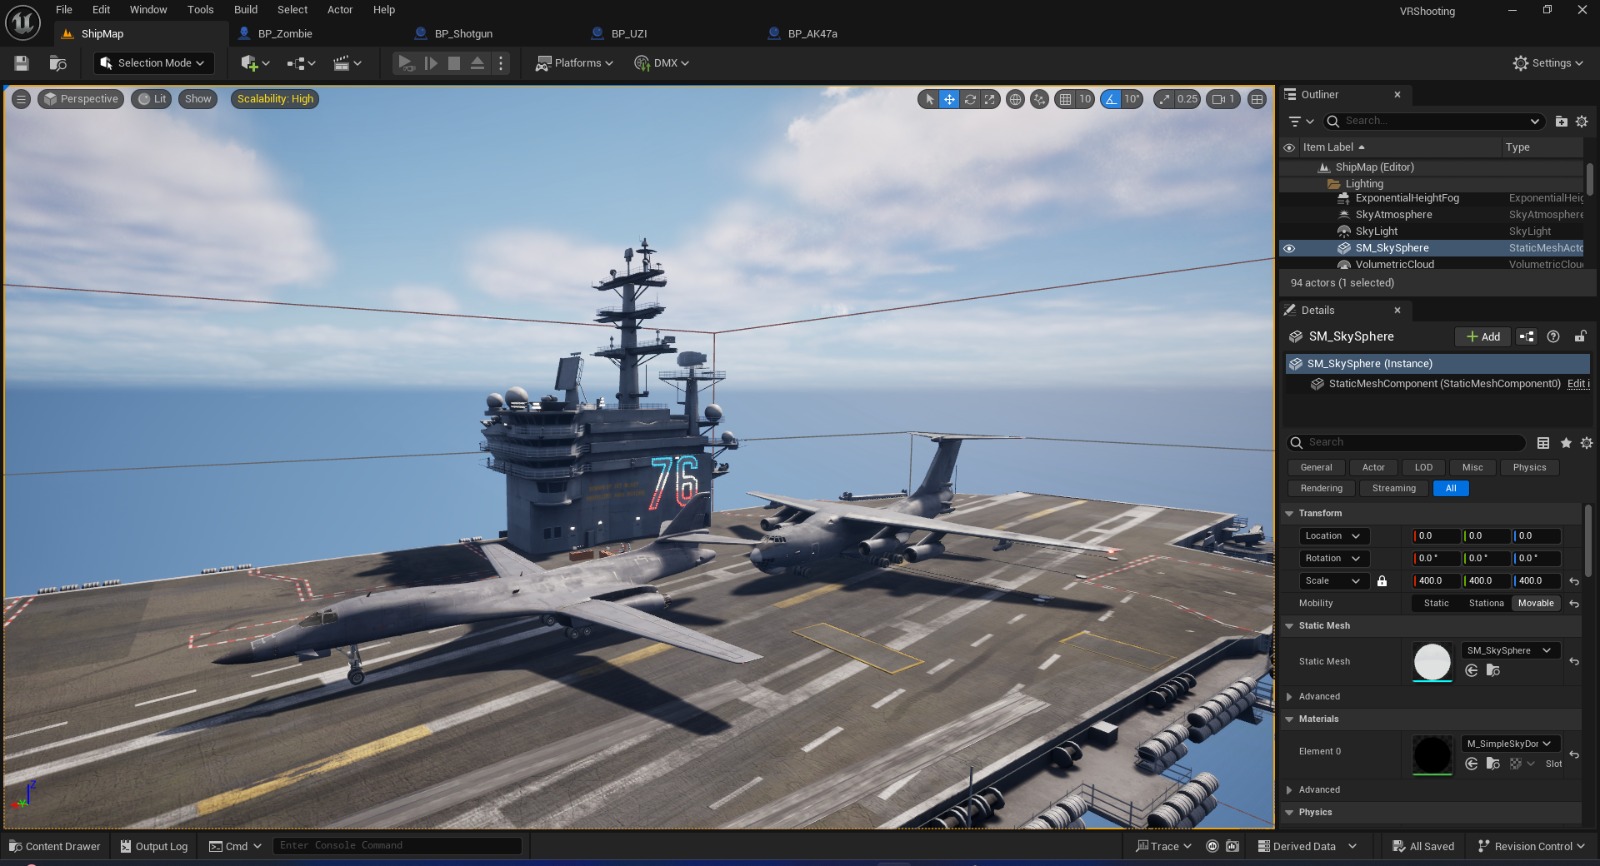 File Edit Window Tools Build Select Actor Help
VRShooting
ShipMap BP_Zombie BP_Shotgun BP_UZI BP_AK47a
Selection Mode Platforms DMX Settings
Perspective Lit Show Scalability: High 10 10° 0.25 1
76
Z
Outliner
Search...
Item Label Type
ShipMap (Editor)
Lighting
ExponentialHeightFog ExponentialHeig
SkyAtmosphere SkyAtmosphere
SkyLight SkyLight
SM_SkySphere StaticMeshActo
VolumetricCloud VolumetricClou
94 actors (1 selected)
Details
SM_SkySphere Add
SM_SkySphere (Instance)
StaticMeshComponent (StaticMeshComponent0) Edit i
Search
General Actor LOD Misc Physics
Rendering Streaming All
Transform
Location 0.0 0.0 0.0
Rotation 0.0 ° 0.0 ° 0.0 °
Scale 400.0 400.0 400.0
Mobility Static Stationa Movable
Static Mesh
Static Mesh SM_SkySphere
Advanced
Materials
Element 0 M_SimpleSkyDor
Slot
Advanced
Physics
Content Drawer Output Log Cmd Enter Console Command Trace Derived Data All Saved Revision Control